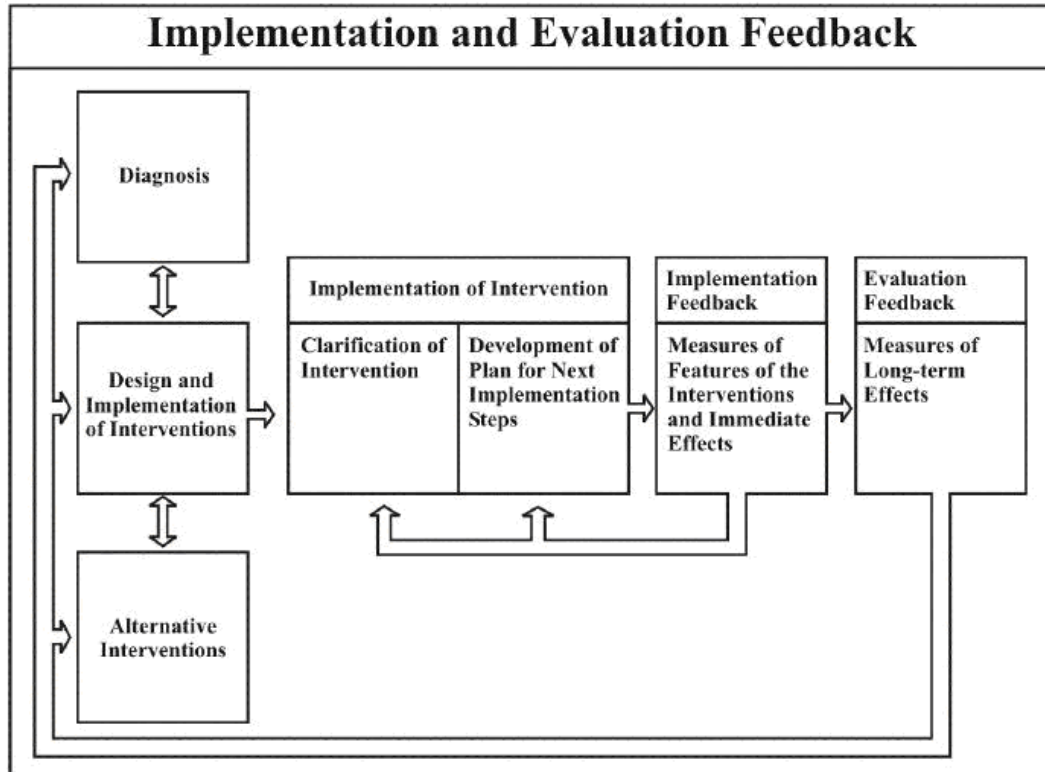 Implementation and Evaluation Feedback
Diagnosis
Design and
Implementation
of Interventions
Alternative
Interventions
Implementation of Intervention
Clarification of
Intervention
Development of
Plan for Next
Implementation
Steps
Implementation
Feedback
Measures of
Features of the
Interventions
and Immediate
Effects
Evaluation
Feedback
Measures of
Long-term
Effects